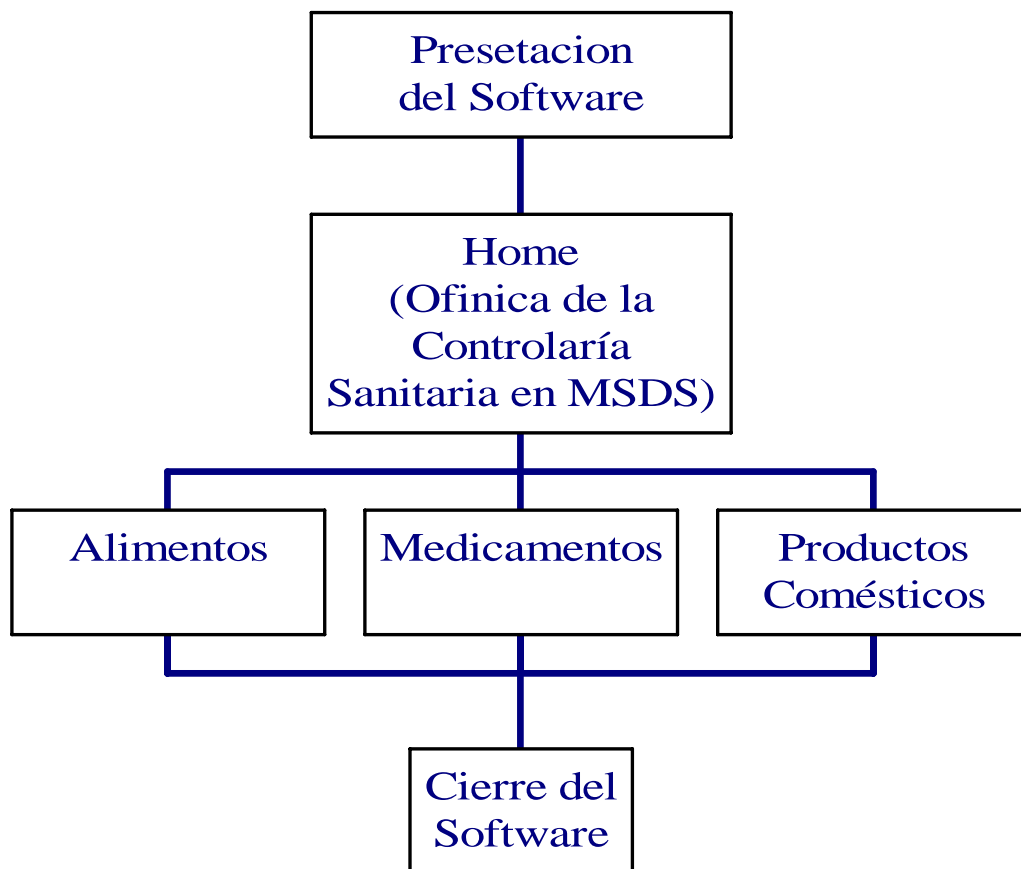 Presetacion
del Software
Home
(Ofinica de la
Controlaría
Sanitaria en MSDS)
Alimentos
Medicamentos
Productos
Comésticos
Cierre del
Software